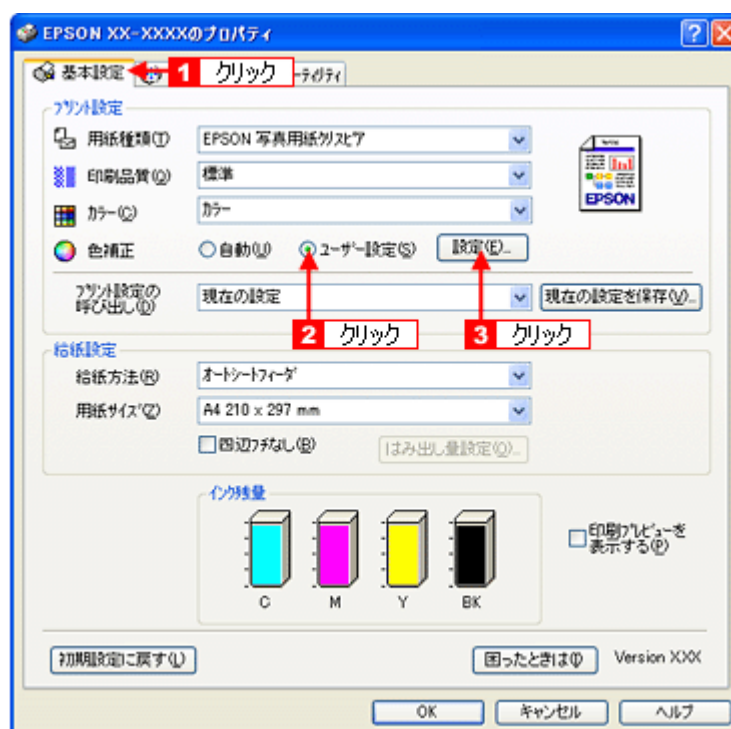 EPSON XX-XXXXのプロパティ
基本設定
1 クリック
ーティリティ
プリント設定
用紙種類(T) EPSON 写真用紙クリスピア
印刷品質(Q) 標準
カラー(C) カラー
EPSON
色補正 自動(U) ユーザー設定(S) 設定(E)...
プリント設定の
呼び出し(D) 現在の設定 現在の設定を保存(V)...
2 クリック 3 クリック
給紙設定
給紙方法(R) オートシートフィーダ
用紙サイズ(Z) A4 210 x 297 mm
四辺フチなし(B) はみ出し量設定(O)...
インク残量
C M Y BK
印刷プレビューを
表示する(P)
初期設定に戻す(L) 困ったときは(I) Version X.XX
OK キャンセル ヘルプ